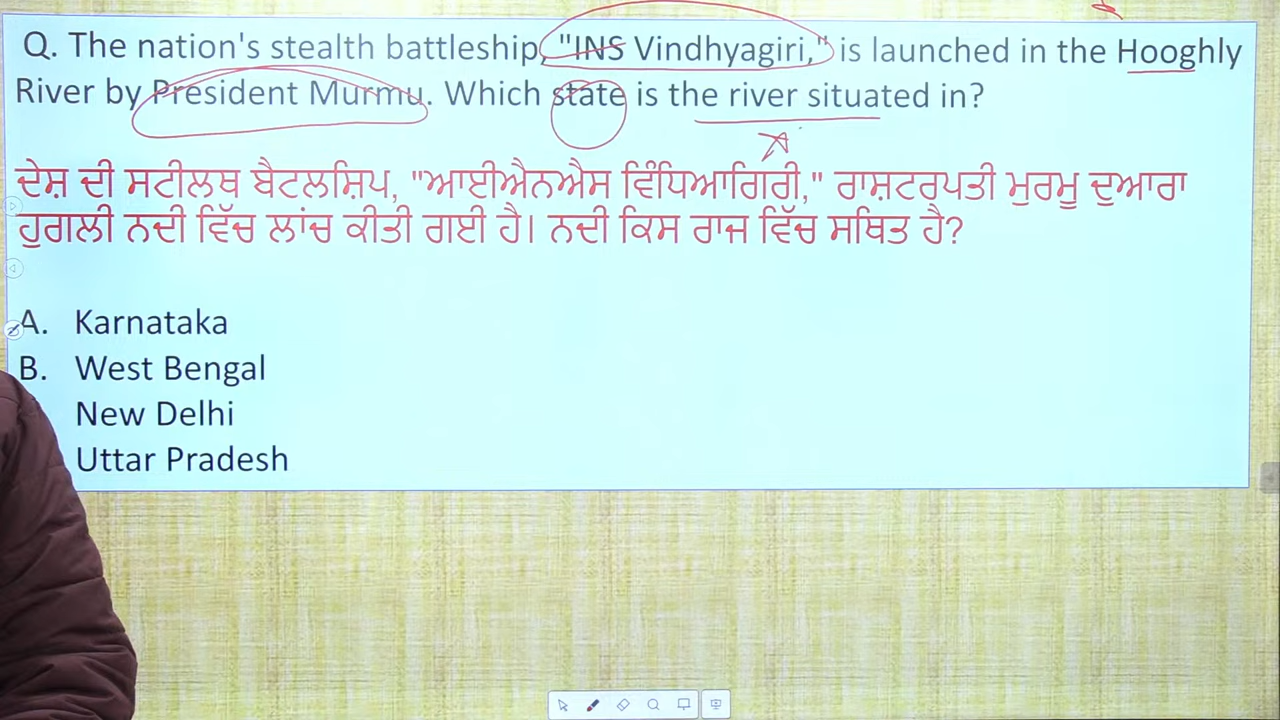 Q. The nation's stealth battleship, "INS Vindhyagiri," is launched in the Hooghly
River by President Murmu. Which state is the river situated in?
ਦੇਸ਼ ਦੀ ਸਟੀਲਥ ਬੈਟਲਸ਼ਿਪ, "ਆਈਐਨਐਸ ਵਿੰਧਿਆਗਿਰੀ," ਰਾਸ਼ਟਰਪਤੀ ਮੁਰਮੂ ਦੁਆਰਾ
ਹੁਗਲੀ ਨਦੀ ਵਿੱਚ ਲਾਂਚ ਕੀਤੀ ਗਈ ਹੈ। ਨਦੀ ਕਿਸ ਰਾਜ ਵਿੱਚ ਸਥਿਤ ਹੈ?
A. Karnataka
B. West Bengal
New Delhi
Uttar Pradesh